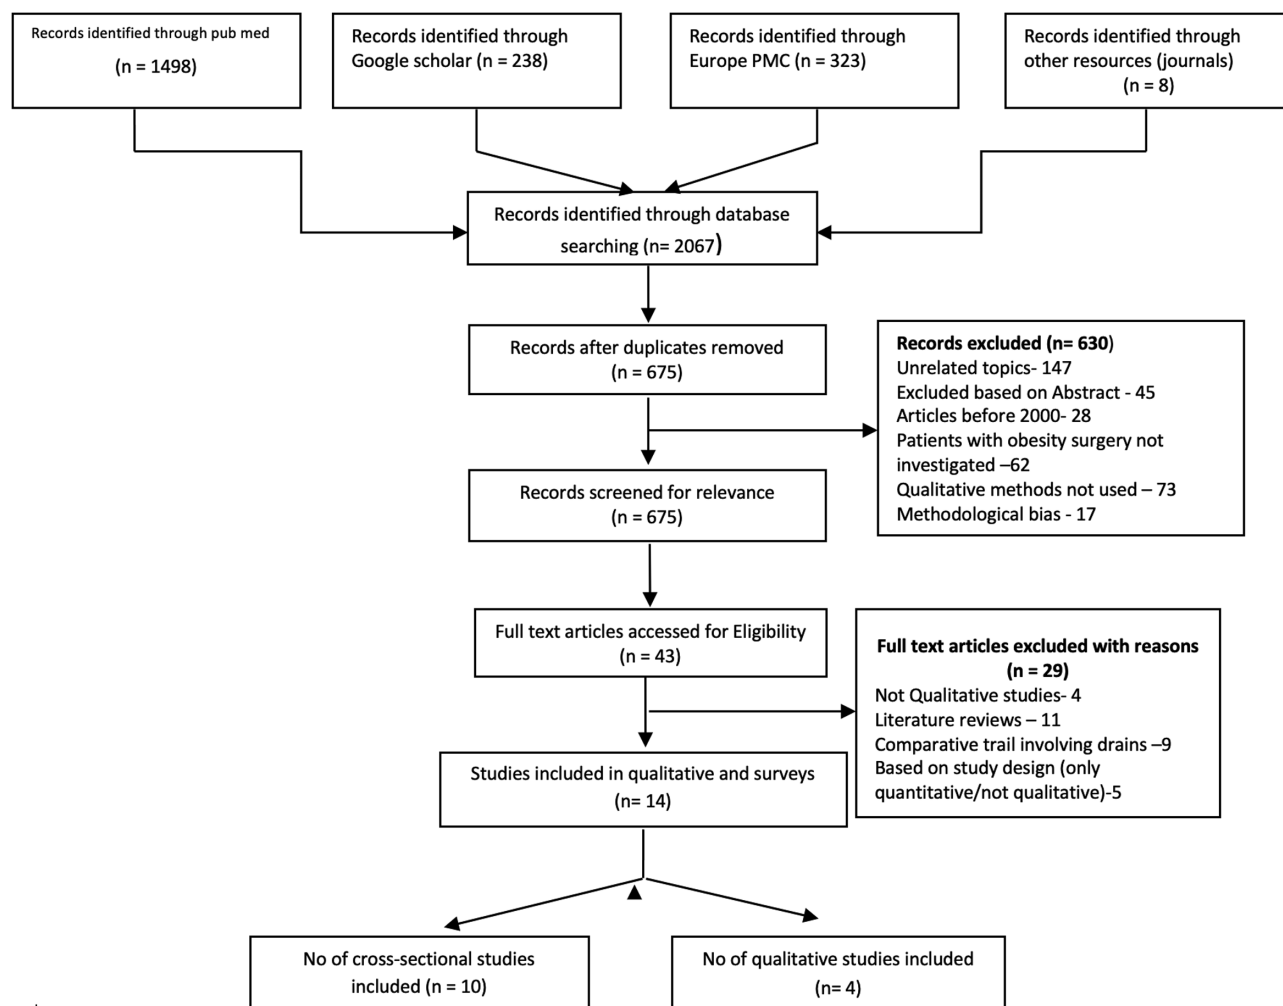 Records identified through pub med
(n = 1498)
Records identified through
Google scholar (n = 238)
Records identified through
Europe PMC (n = 323)
Records identified through
other resources (journals)
(n = 8)
Records identified through database
searching (n= 2067)
Records after duplicates removed
(n = 675)
Records excluded (n= 630)
Unrelated topics- 147
Excluded based on Abstract - 45
Articles before 2000- 28
Patients with obesity surgery not
investigated –62
Qualitative methods not used – 73
Methodological bias - 17
Records screened for relevance
(n = 675)
Full text articles accessed for Eligibility
(n = 43)
Full text articles excluded with reasons
(n = 29)
Not Qualitative studies- 4
Literature reviews – 11
Comparative trail involving drains –9
Based on study design (only
quantitative/not qualitative)-5
Studies included in qualitative and surveys
(n= 14)
No of cross-sectional studies
included (n = 10)
No of qualitative studies included
(n= 4)